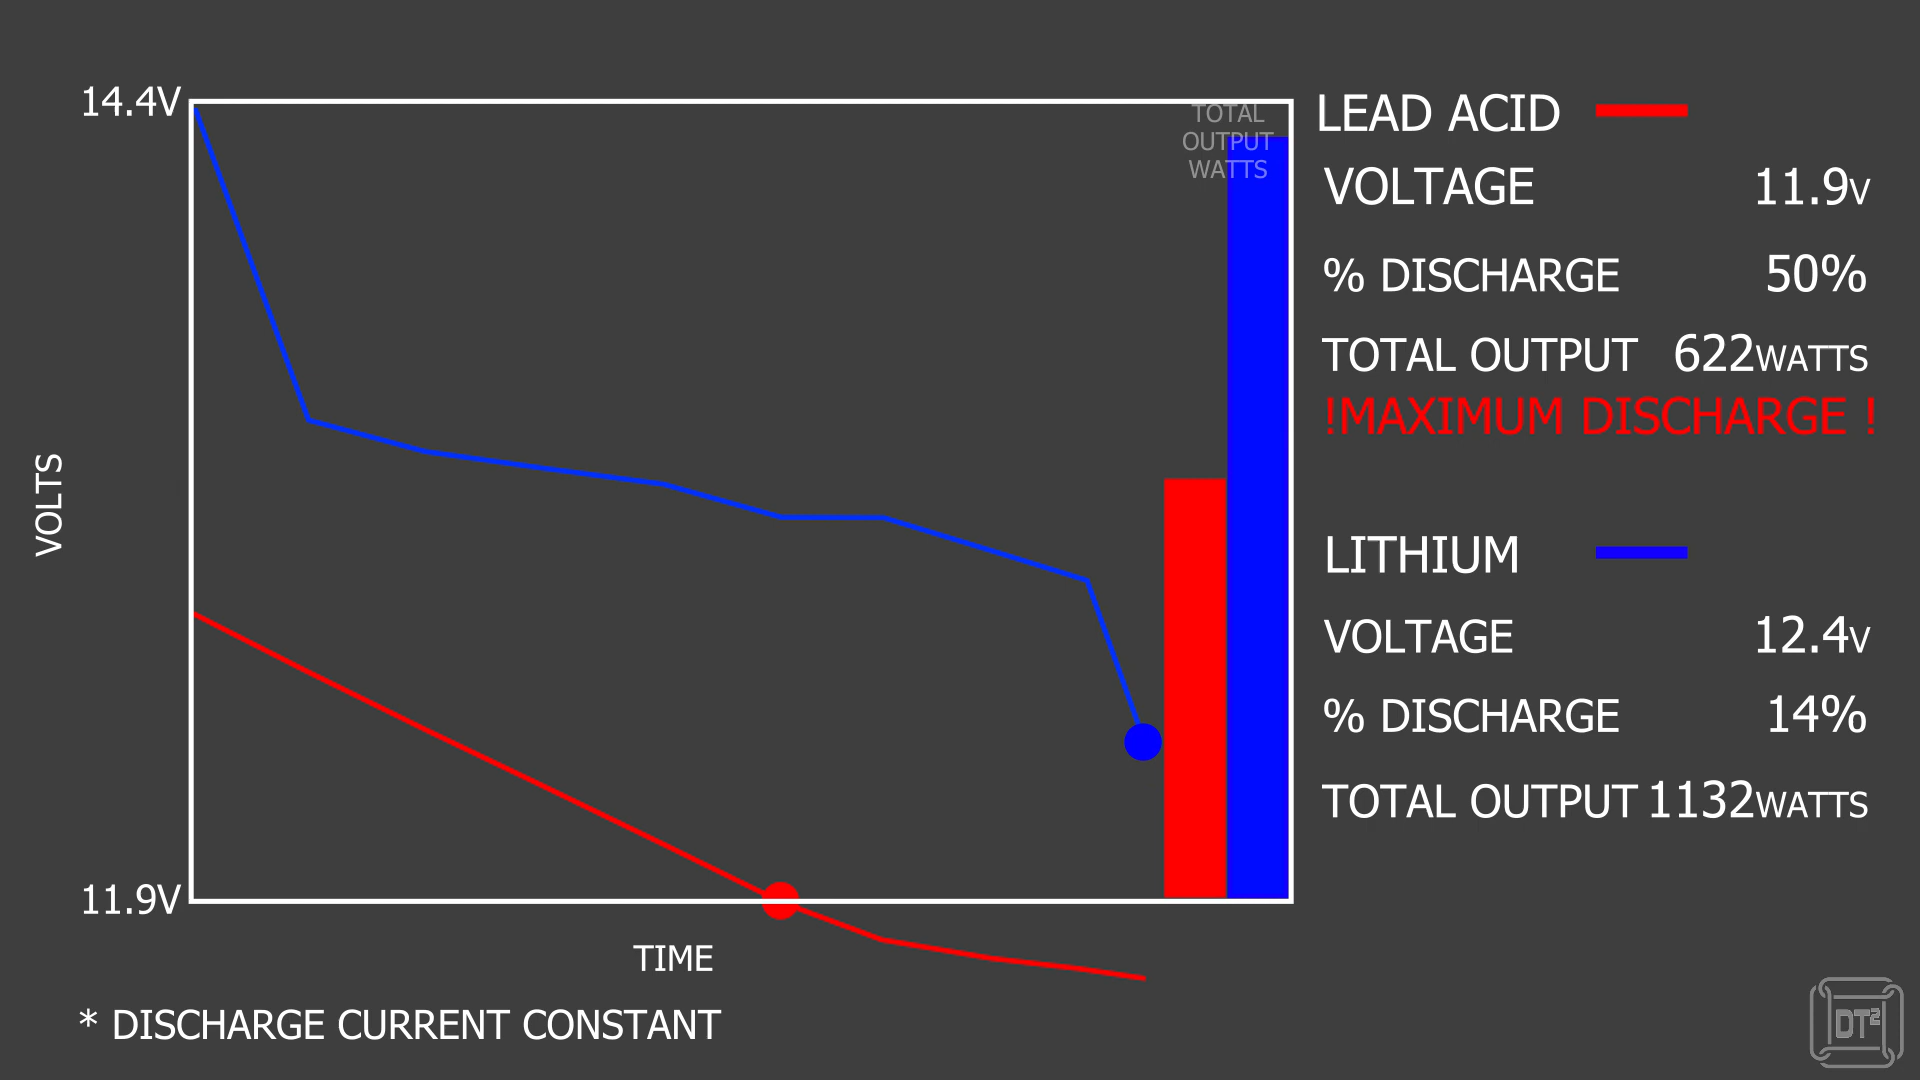 14.4V
TOTAL
OUTPUT
WATTS
VOLTS
11.9V
TIME
* DISCHARGE CURRENT CONSTANT
LEAD ACID
VOLTAGE 11.9V
% DISCHARGE 50%
TOTAL OUTPUT 622WATTS
!MAXIMUM DISCHARGE !
LITHIUM
VOLTAGE 12.4V
% DISCHARGE 14%
TOTAL OUTPUT 1132WATTS
DT2